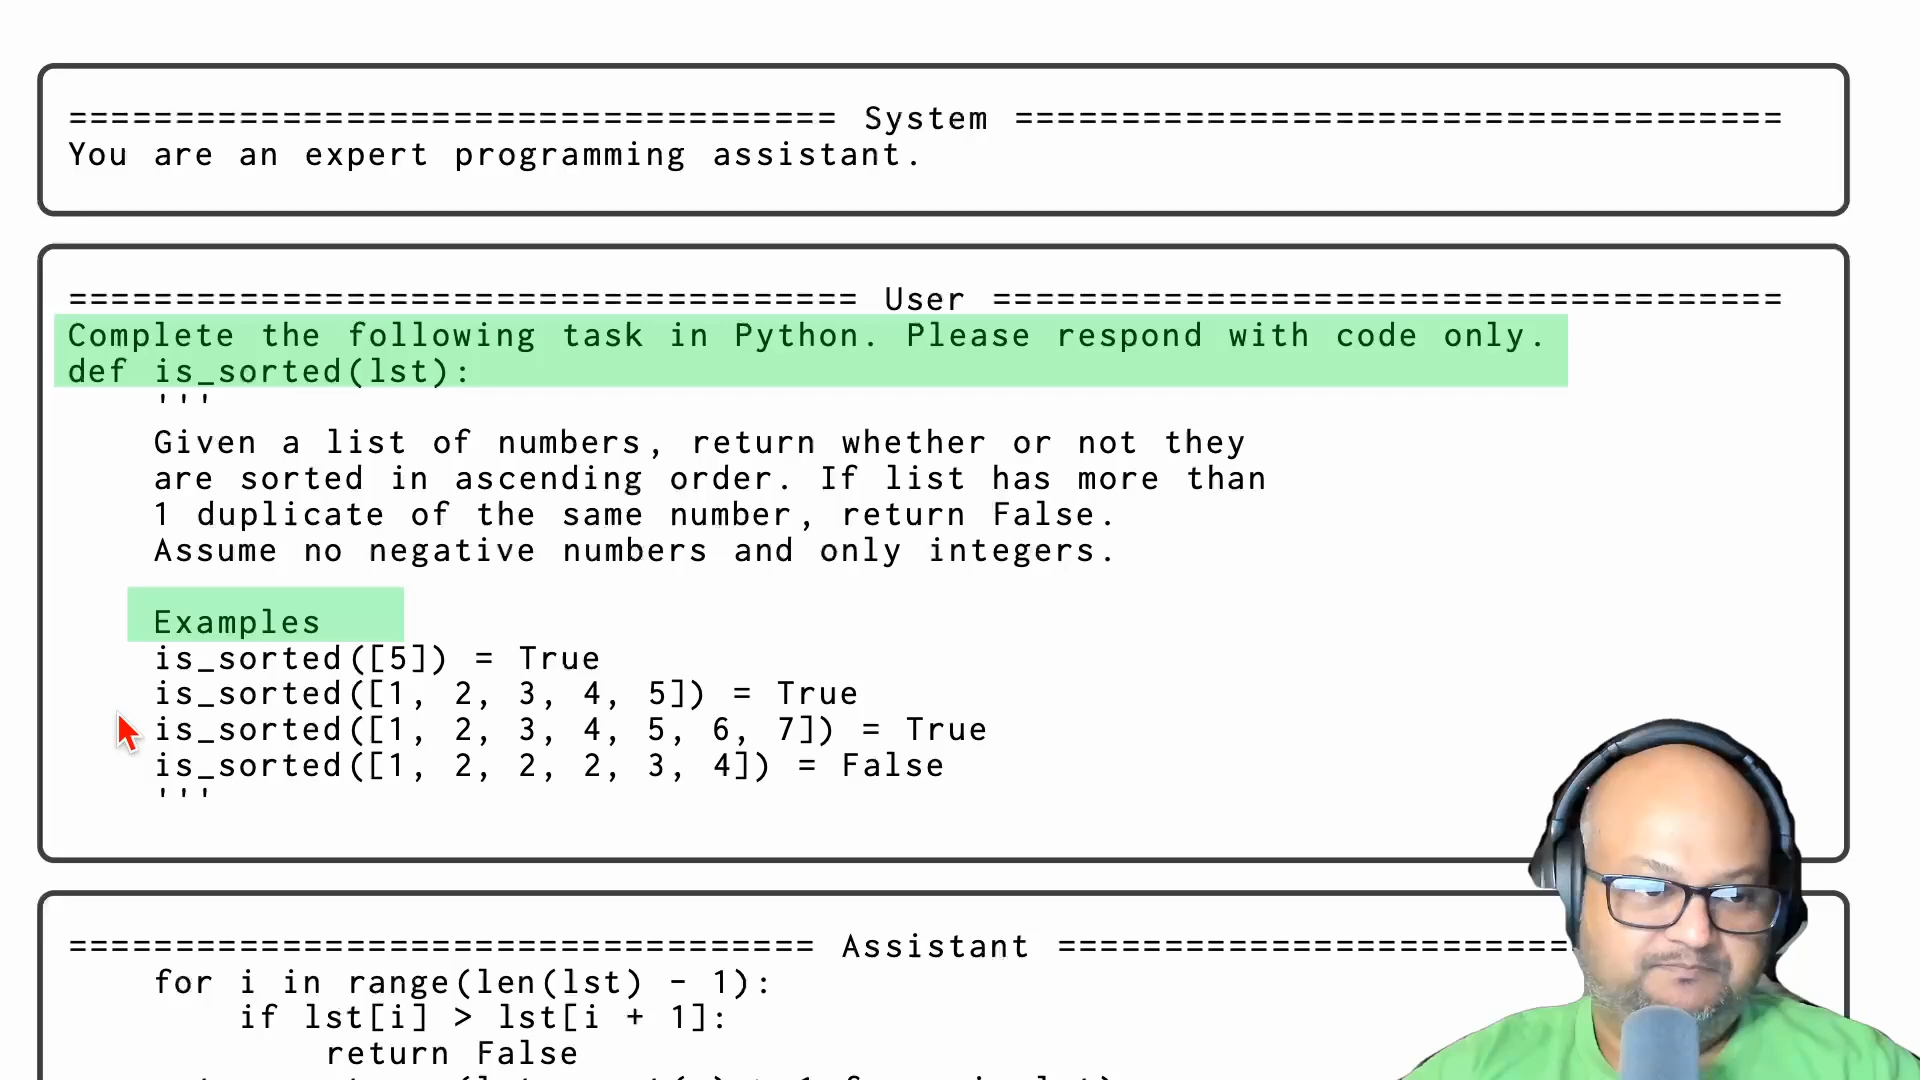 =================================== System ===================================
You are an expert programming assistant.
==================================== User ====================================
Complete the following task in Python. Please respond with code only.
def is_sorted(lst):
'''
Given a list of numbers, return whether or not they
are sorted in ascending order. If list has more than
1 duplicate of the same number, return False.
Assume no negative numbers and only integers.
Examples
is_sorted([5]) = True
is_sorted([1, 2, 3, 4, 5]) = True
is_sorted([1, 2, 3, 4, 5, 6, 7]) = True
is_sorted([1, 2, 2, 2, 3, 4]) = False
'''
================================== Assistant ========================
for i in range(len(lst) - 1):
if lst[i] > lst[i + 1]:
return False